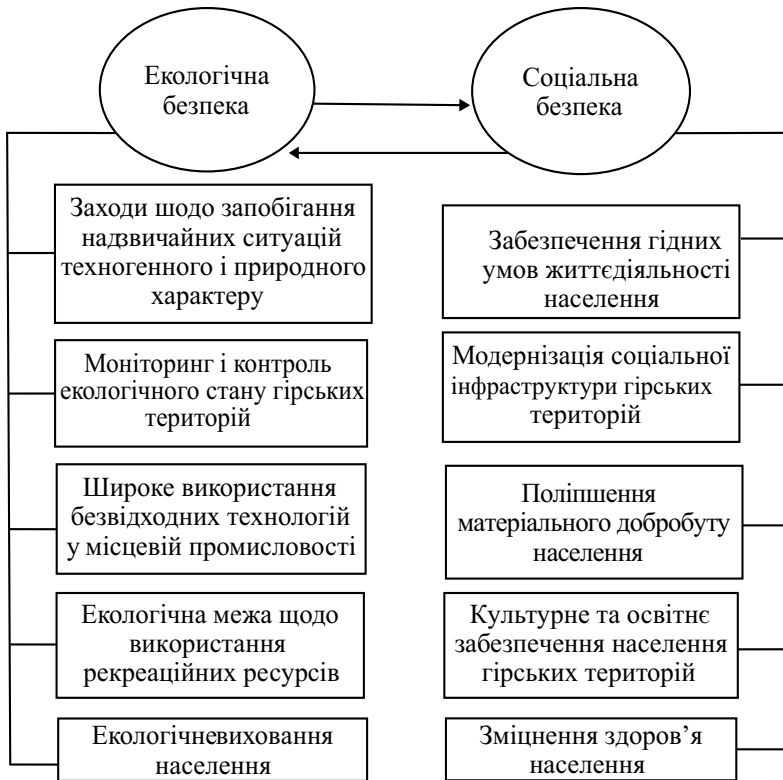 Екологічна
безпека
Соціальна
безпека
Заходи шодо запобігання
надзвичайних ситуацій
техногенного і природного
характеру
Моніторинг і контроль
екологічного стану гірських
територій
Широке використання
безвідходних технологій
у місцевій промисловості
Екологічна межа щодо
використання
рекреаційних ресурсів
Екологічневиховання
населення
Забезпечення гідних
умов життєдіяльності
населення
Модернізація соціальної
інфраструктури гірських
територій
Поліпшення
матеріального добробуту
населення
Культурне та освітнє
забезпечення населення
гірських територій
Зміцнення здоров’я
населення